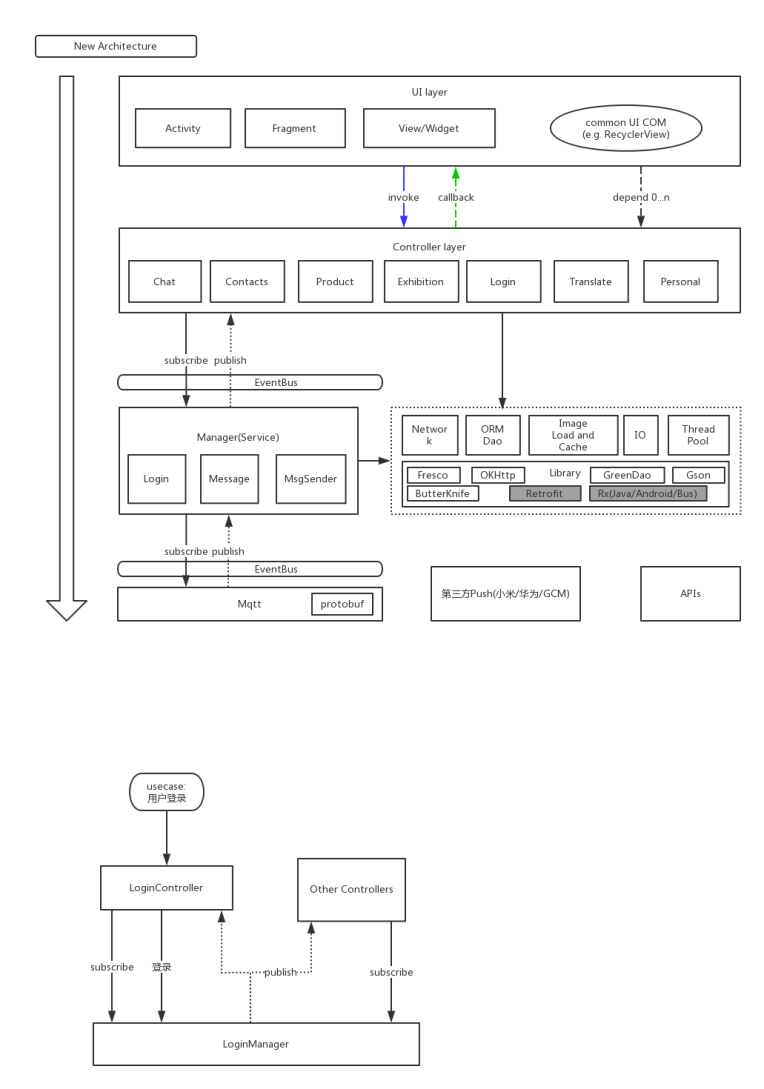 New Architecture
UI layer
Activity
Fragment
View/Widget
common UI COM
(e.g. RecyclerView)
invoke
callback
depend 0...n
Controller layer
Chat
Contacts
Product
Exhibition
Login
Translate
Personal
subscribe
publish
EventBus
Manager(Service)
Login
Message
MsgSender
Networ
k
ORM
Dao
Image
Load and
Cache
IO
Thread
Pool
Fresco
OKHttp
Library
GreenDao
Gson
ButterKnife
Retrofit
Rx(Java/Android/Bus)
subscribe
publish
EventBus
Mqtt
protobuf
第三方Push(小米/华为/GCM)
APIs
usecase:
用户登录
LoginController
Other Controllers
subscribe
登录
publish
subscribe
LoginManager